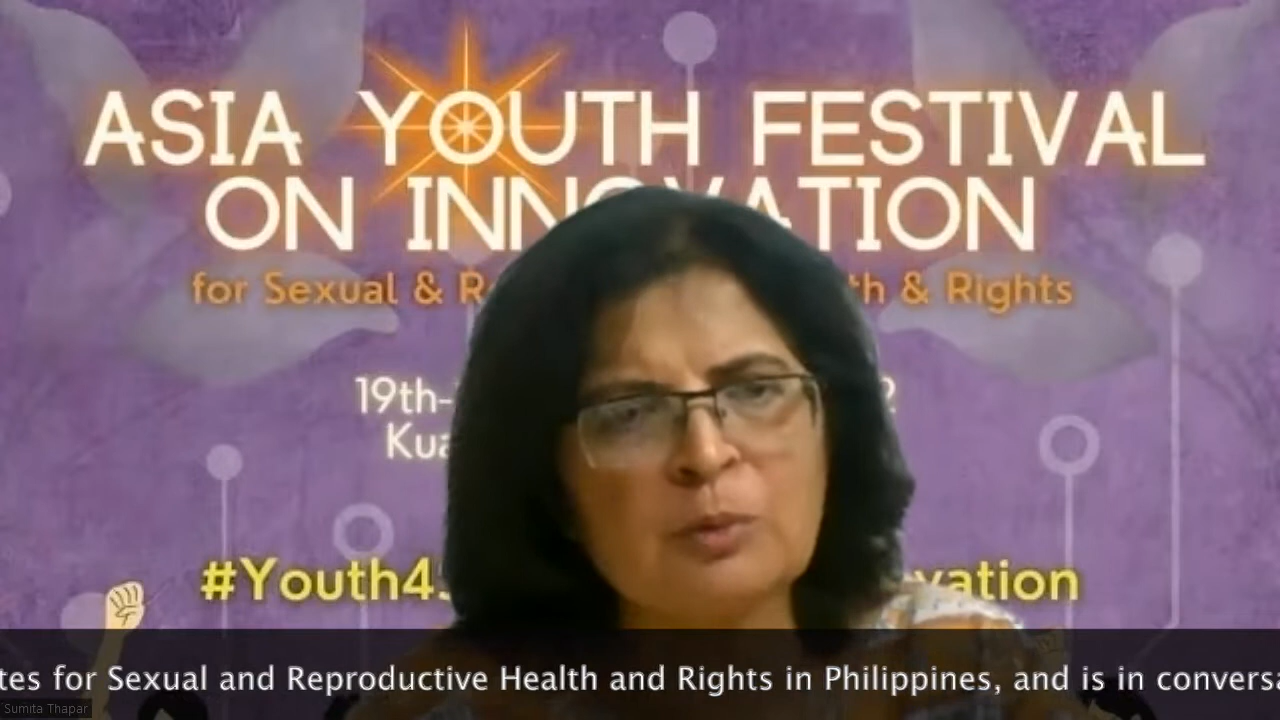 ASIA YOUTH FESTIVAL
ON INNOVATION
for Sexual & R th & Rights
19th-
Kua
#Youth4 vation
tes for Sexual and Reproductive Health and Rights in Philippines, and is in conversa
Sumita Thapar